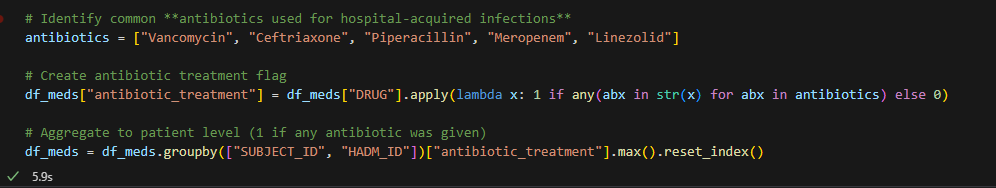 # Identify common **antibiotics used for hospital-acquired infections**
antibiotics = ["Vancomycin", "Ceftriaxone", "Piperacillin", "Meropenem", "Linezolid"]
# Create antibiotic treatment flag
df_meds["antibiotic_treatment"] = df_meds["DRUG"].apply(lambda x: 1 if any(abx in str(x) for abx in antibiotics) else 0)
# Aggregate to patient level (1 if any antibiotic was given)
df_meds = df_meds.groupby(["SUBJECT_ID", "HADM_ID"])["antibiotic_treatment"].max().reset_index()
5.9s